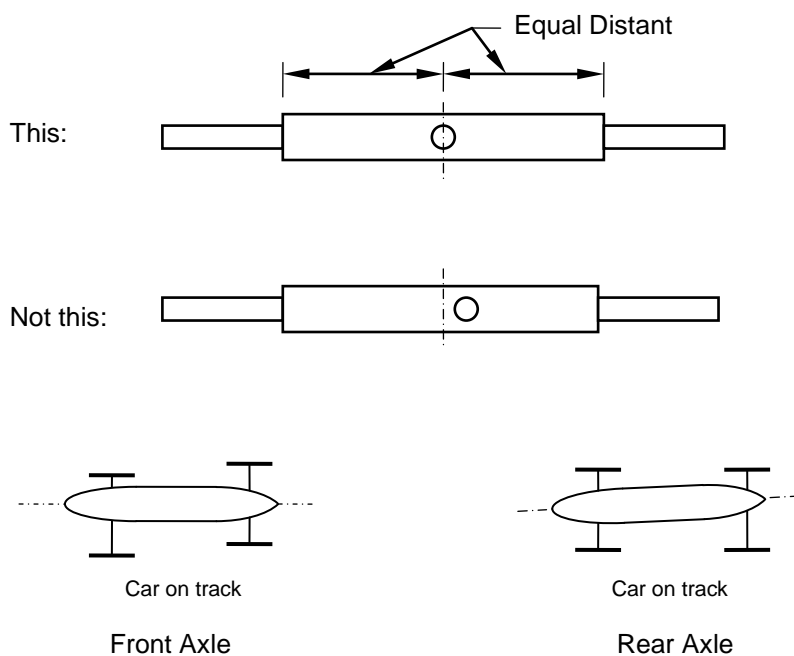 Equal Distant
This:
Not this:
Car on track
Car on track
Front Axle
Rear Axle